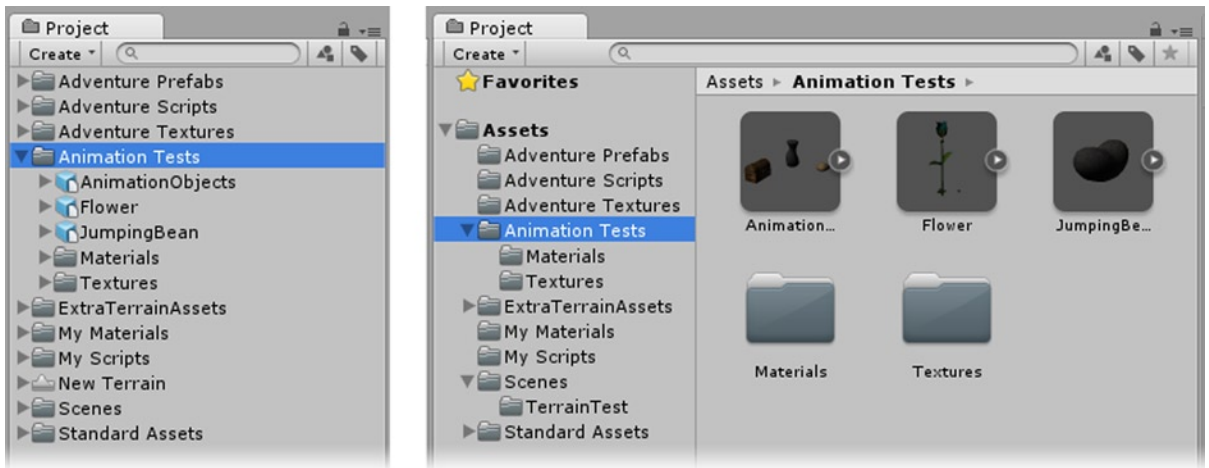 Project
Create
Adventure Prefabs
Adventure Scripts
Adventure Textures
Animation Tests
AnimationObjects
Flower
JumpingBean
Materials
Textures
ExtraTerrainAssets
My Materials
My Scripts
New Terrain
Scenes
Standard Assets
Project
Create
Favorites
Assets
Adventure Prefabs
Adventure Scripts
Adventure Textures
Animation Tests
Materials
Textures
ExtraTerrainAssets
My Materials
My Scripts
Scenes
TerrainTest
Standard Assets
Assets Animation Tests
Animation... Flower JumpingBe...
Materials Textures